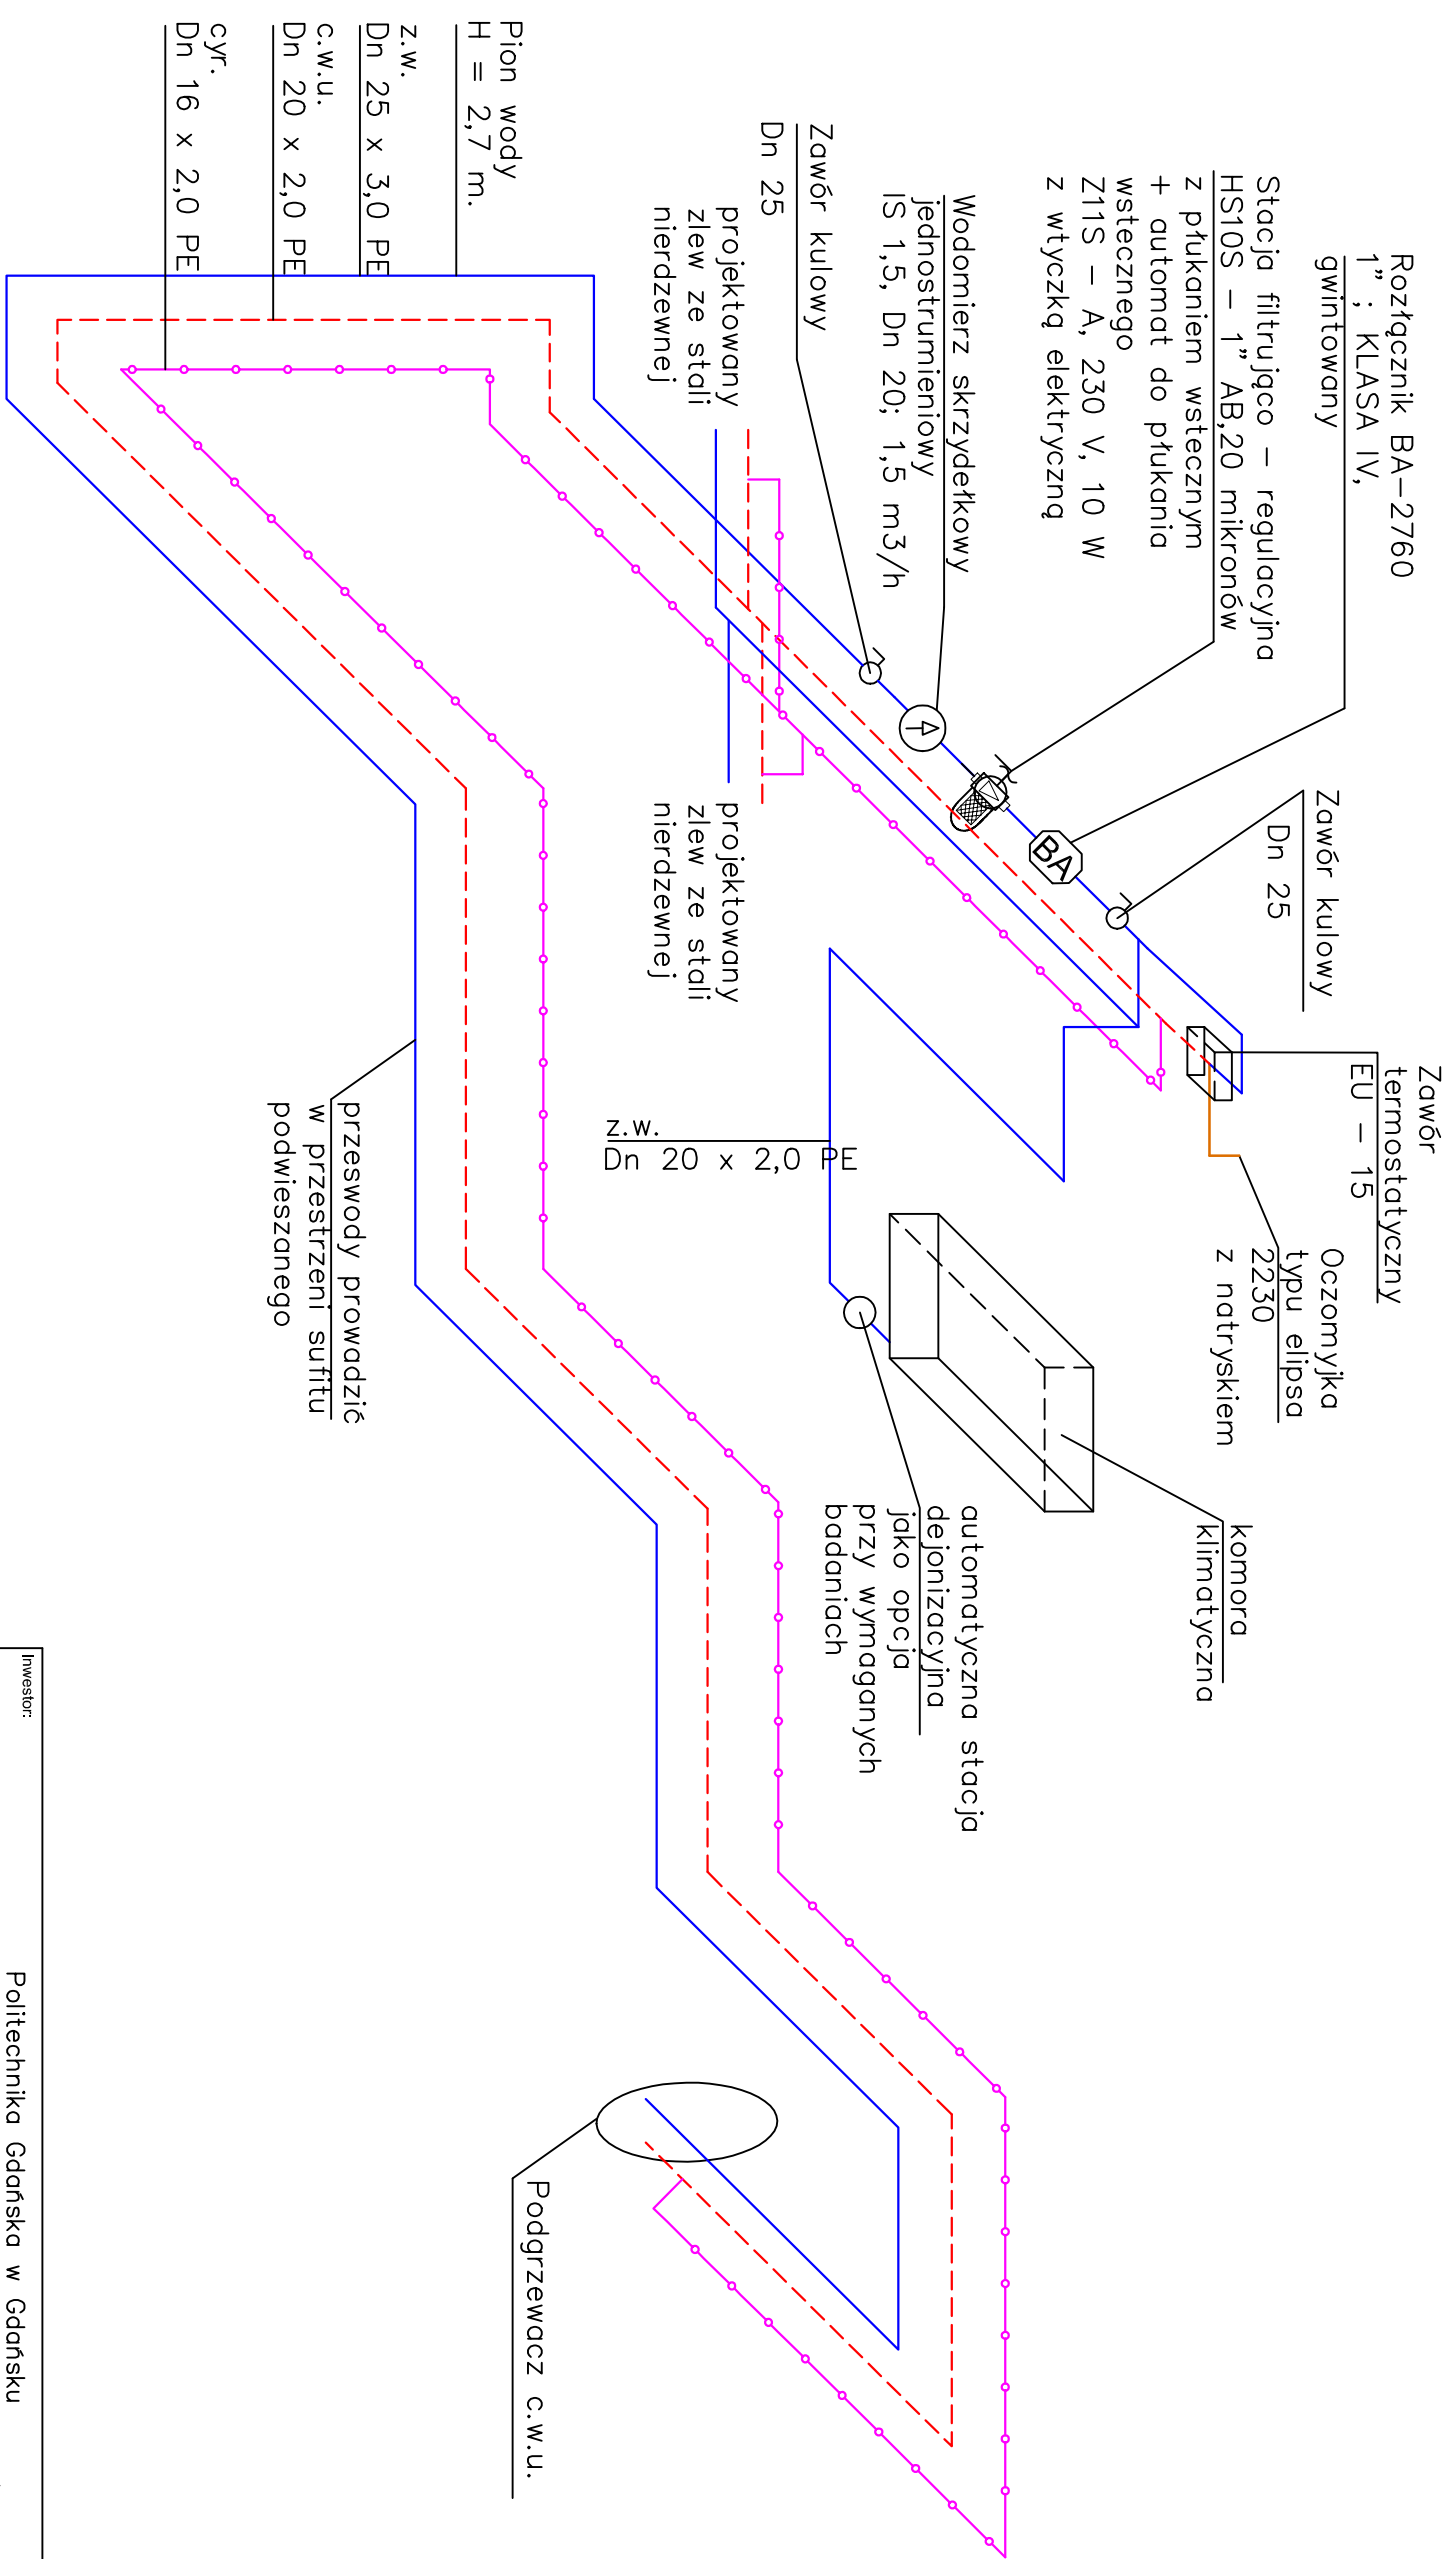 Rozłącznik BA-2760
1" ; KLASA IV,
gwintowany
Stacja filtrująco - regulacyjna
HS10S - 1" AB,20 mikronów
z płukaniem wstecznym
+ automat do płukania
wstecznego
Z11S - A, 230 V, 10 W
z wtyczką elektryczną
Wodomierz skrzydełkowy
jednostrumieniowy
IS 1,5, Dn 20; 1,5 m3/h
Zawór kulowy
Dn 25
projektowany
zlew ze stali
nierdzewnej
Pion wody
H = 2,7 m.
z.w.
Dn 25 x 3,0 PE
c.w.u.
Dn 20 x 2,0 PE
cyr.
Dn 16 x 2,0 PE
BA
Zawór kulowy
Dn 25
projektowany
zlew ze stali
nierdzewnej
Zawór
termostatyczny
EU - 15
Oczomyjka
typu elipsa
2230
z natryskiem
z.w.
Dn 20 x 2,0 PE
przeswody prowadzić
w przestrzeni sufitu
podwieszanego
komora
klimatyczna
automatyczna stacja
dejonizacyjna
jako opcja
przy wymaganych
badaniach
Podgrzewacz c.w.u.
Inwestor:
Politechnika Gdańska w Gdańsku